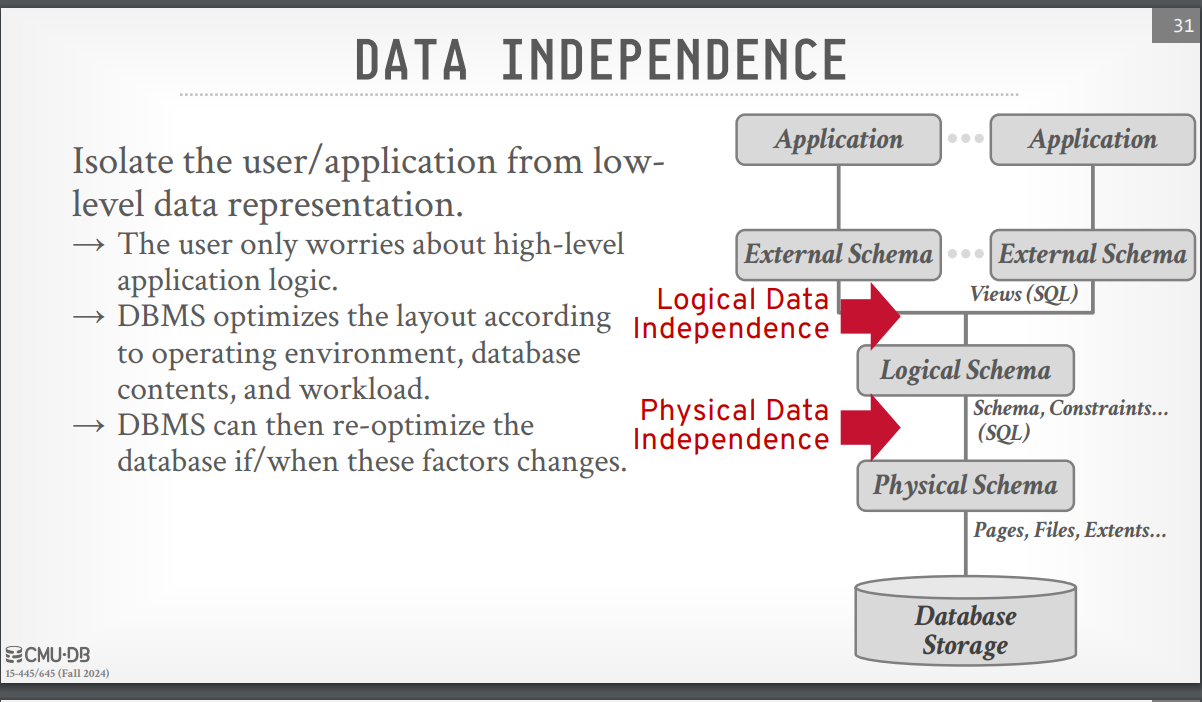 31
DATA INDEPENDENCE
Isolate the user/application from low-
level data representation.
→ The user only worries about high-level
application logic.
→ DBMS optimizes the layout according
to operating environment, database
contents, and workload.
→ DBMS can then re-optimize the
database if/when these factors changes.
Application
Application
External Schema
External Schema
Views (SQL)
Logical Data
Independence
Logical Schema
Schema, Constraints...
(SQL)
Physical Data
Independence
Physical Schema
Pages, Files, Extents...
Database
Storage
CMU·DB
15-445/645 (Fall 2024)